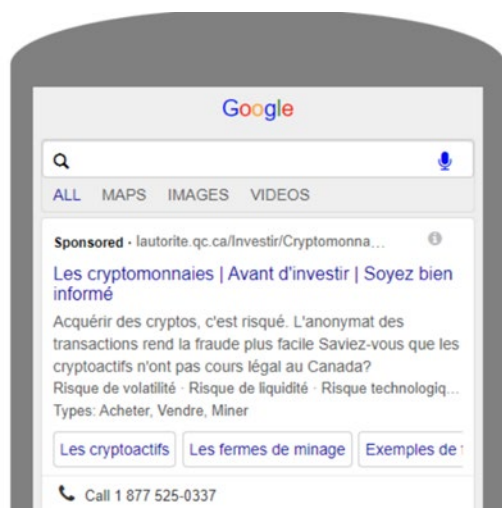 Google
ALL MAPS IMAGES VIDEOS
Sponsored · lautorite.qc.ca/Investir/Cryptomonna...
Les cryptomonnaies | Avant d'investir | Soyez bien
informé
Acquérir des cryptos, c'est risqué. L'anonymat des
transactions rend la fraude plus facile Saviez-vous que les
cryptoactifs n'ont pas cours légal au Canada?
Risque de volatilité · Risque de liquidité · Risque technologiq...
Types: Acheter, Vendre, Miner
Les cryptoactifs Les fermes de minage Exemples de
Call 1 877 525-0337